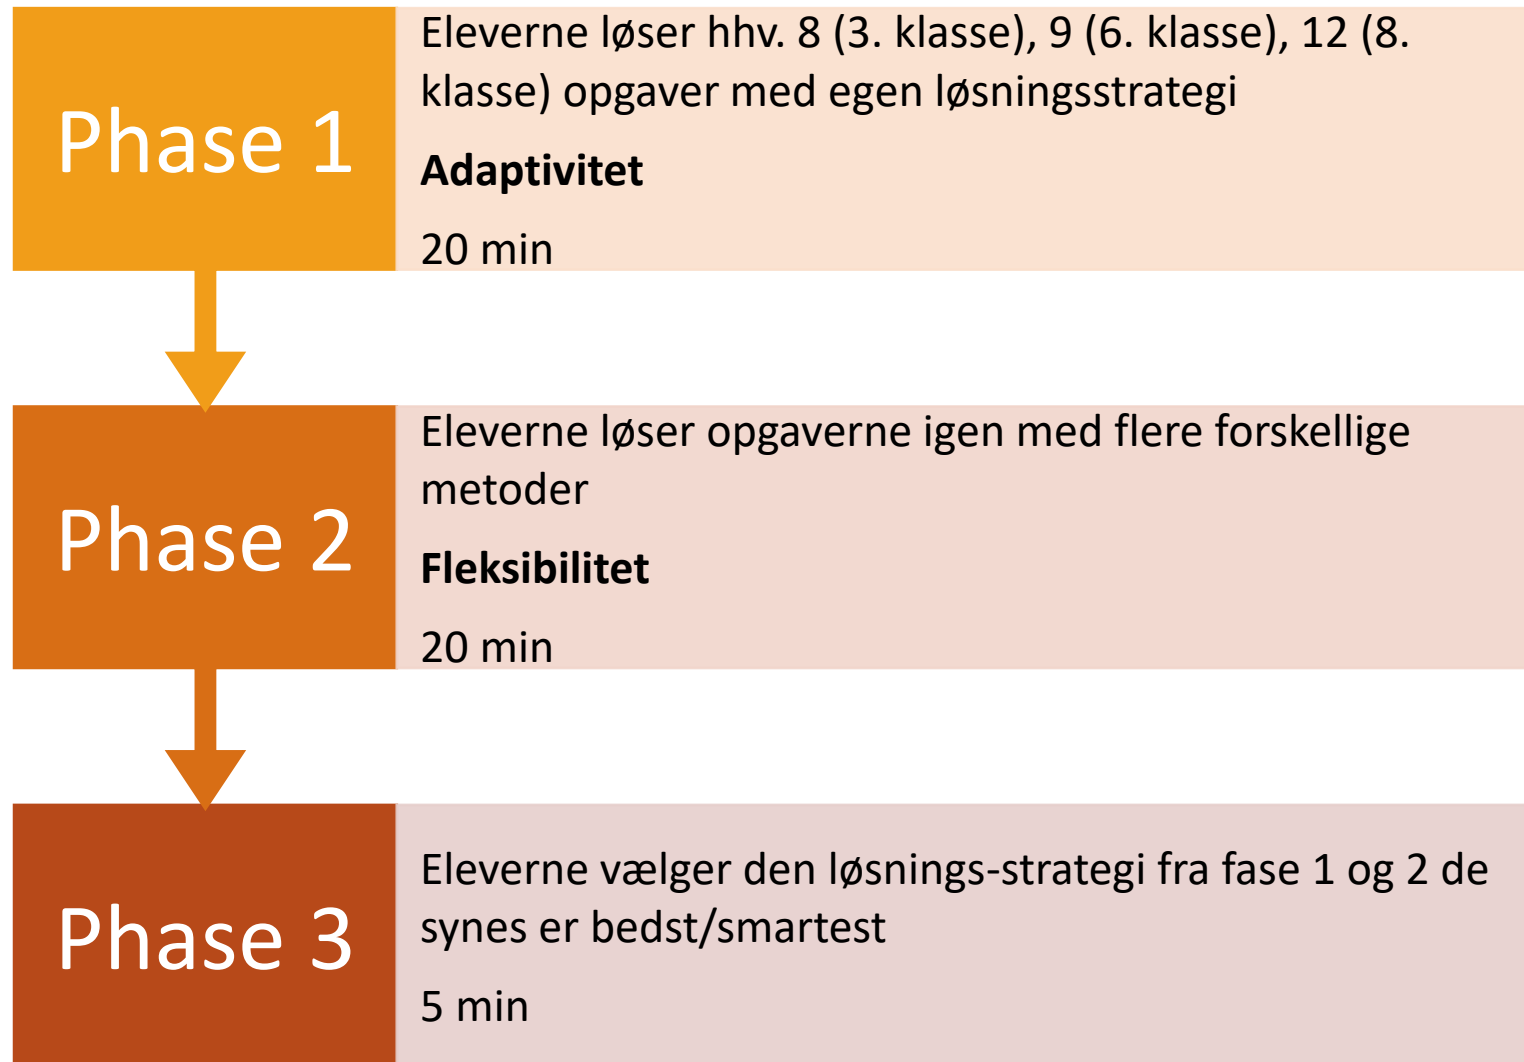 Phase 1
Eleverne løser hhv. 8 (3. klasse), 9 (6. klasse), 12 (8.
klasse) opgaver med egen løsningsstrategi
Adaptivitet
20 min
Phase 2
Eleverne løser opgaverne igen med flere forskellige
metoder
Fleksibilitet
20 min
Phase 3
Eleverne vælger den løsnings-strategi fra fase 1 og 2 de
synes er bedst/smartest
5 min